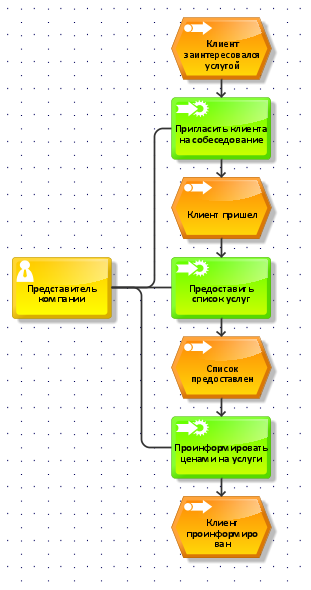 Клиент
заинтересовался
услугой
Пригласить клиента
на собеседование
Клиент пришел
Представитель
компании
Предоставить
список услуг
Список
предоставлен
Проинформировать
ценами на услуги
Клиент
проинформиро
ван